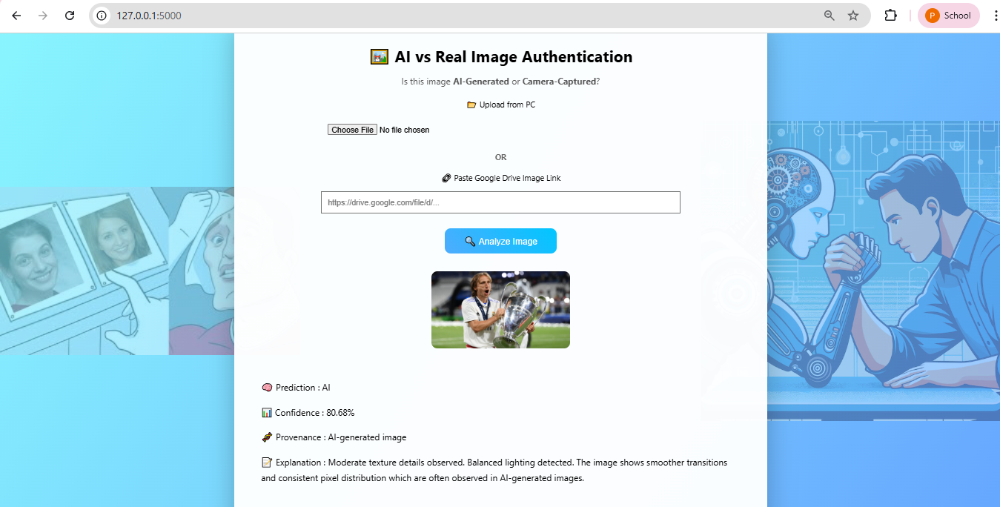 127.0.0.1:5000
P School
AI vs Real Image Authentication
Is this image AI-Generated or Camera-Captured?
Upload from PC
Choose File No file chosen
OR
Paste Google Drive Image Link
https://drive.google.com/file/d/...
Analyze Image
Prediction : AI
Confidence : 80.68%
Provenance : AI-generated image
Explanation : Moderate texture details observed. Balanced lighting detected. The image shows smoother transitions
and consistent pixel distribution which are often observed in AI-generated images.